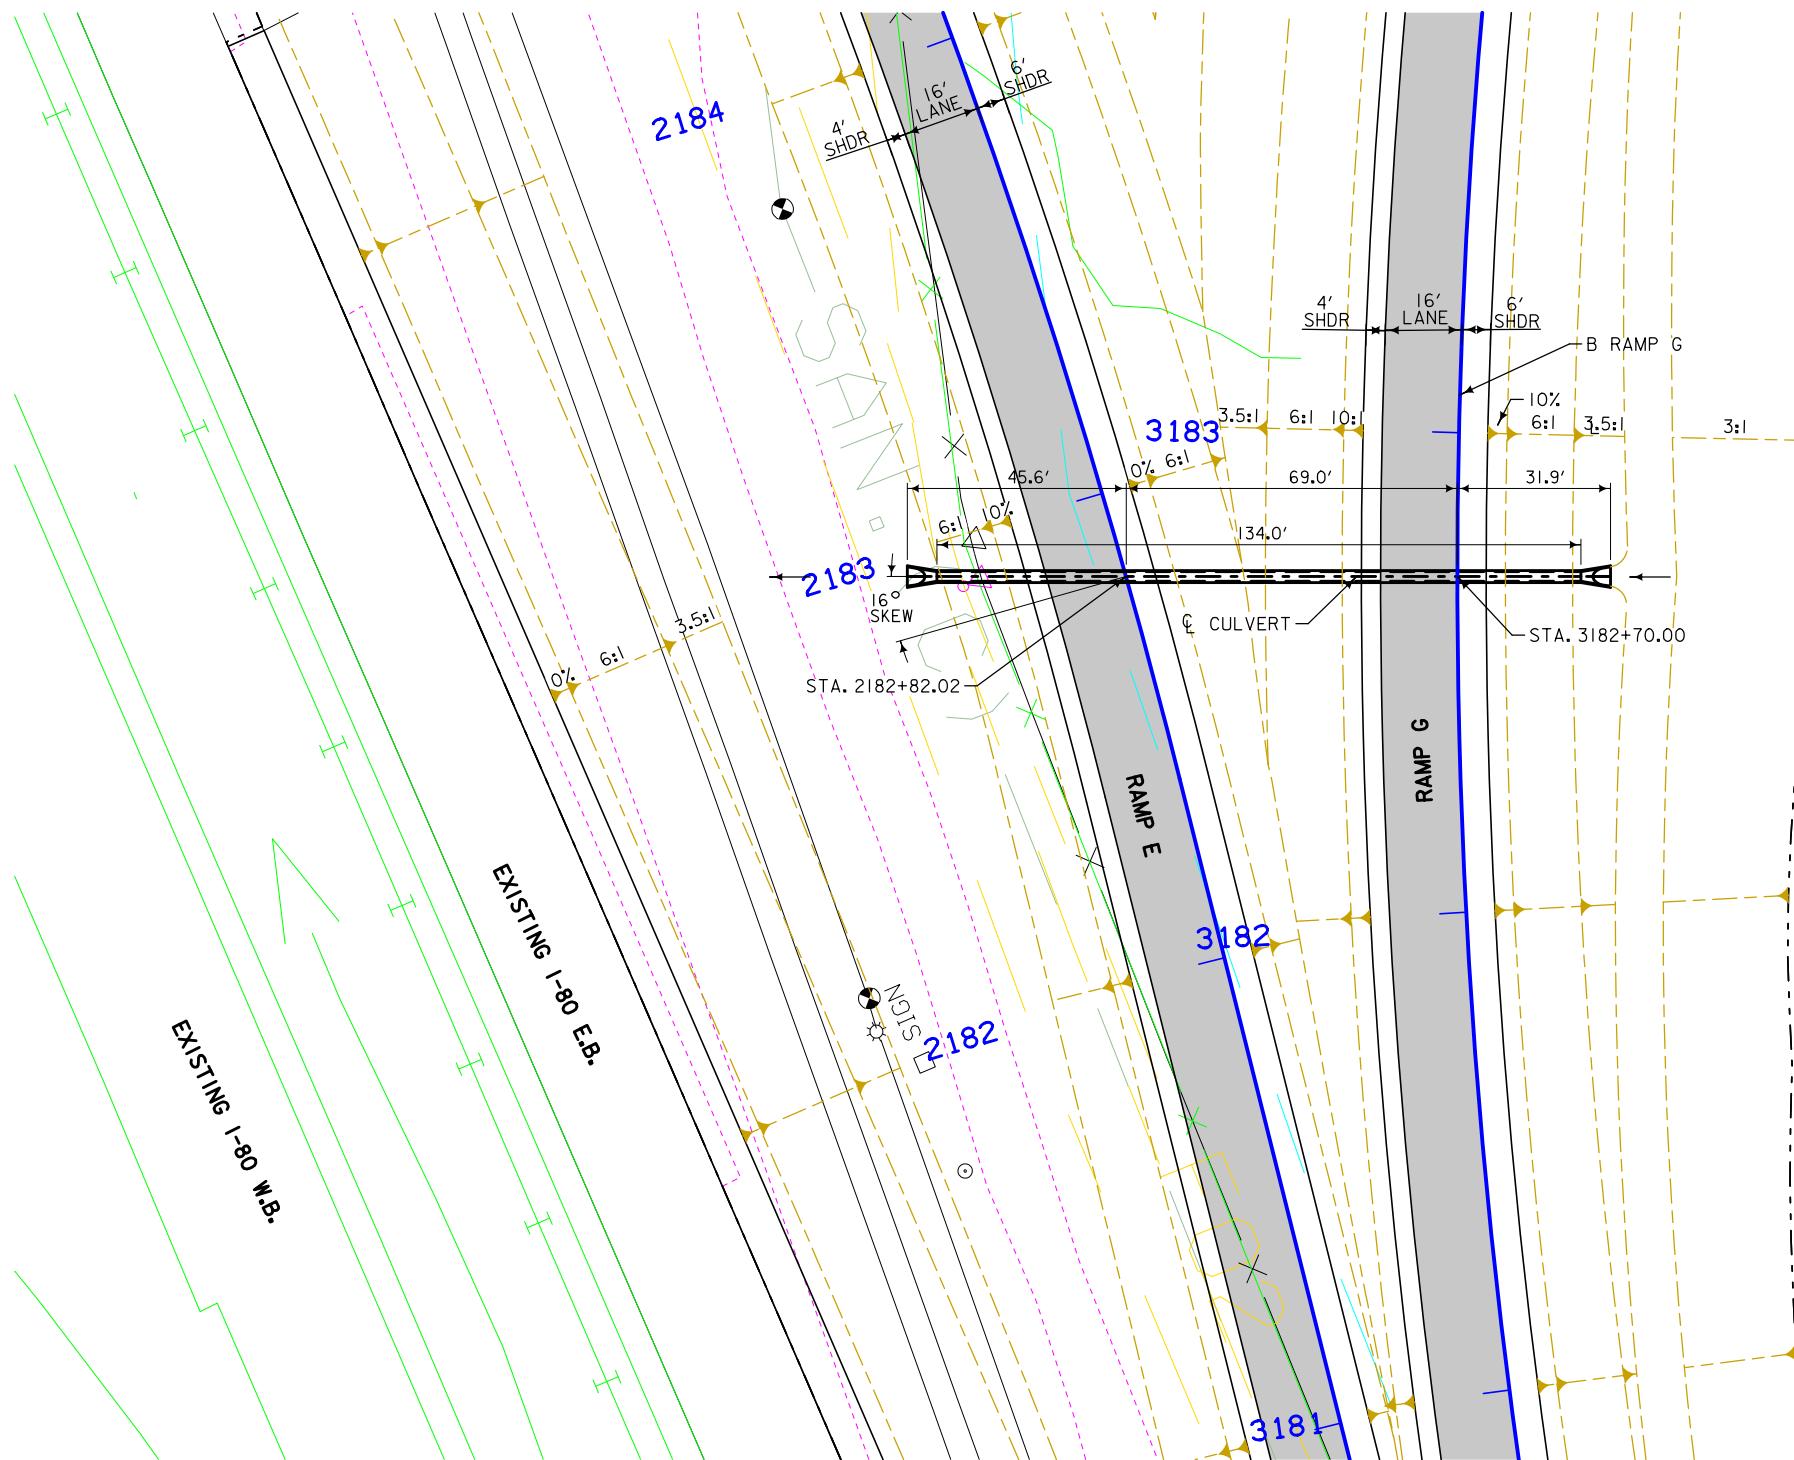 2184
4'
SHDR
16'
LANE
6'
SHDR
4'
SHDR
16'
LANE
6'
SHDR
B RAMP G
10%
3183
3.5:1
6:1
10:1
6:1
3.5:1
3:1
0%
6:1
45.6'
69.0'
31.9'
6:1
10%
134.0'
SIGN
2183
16°
SKEW
℄ CULVERT
STA. 3182+70.00
STA. 2182+82.02
0%
6:1
3.5:1
RAMP G
RAMP E
EXISTING I-80 E.B.
3182
SIGN
2182
EXISTING I-80 W.B.
3181